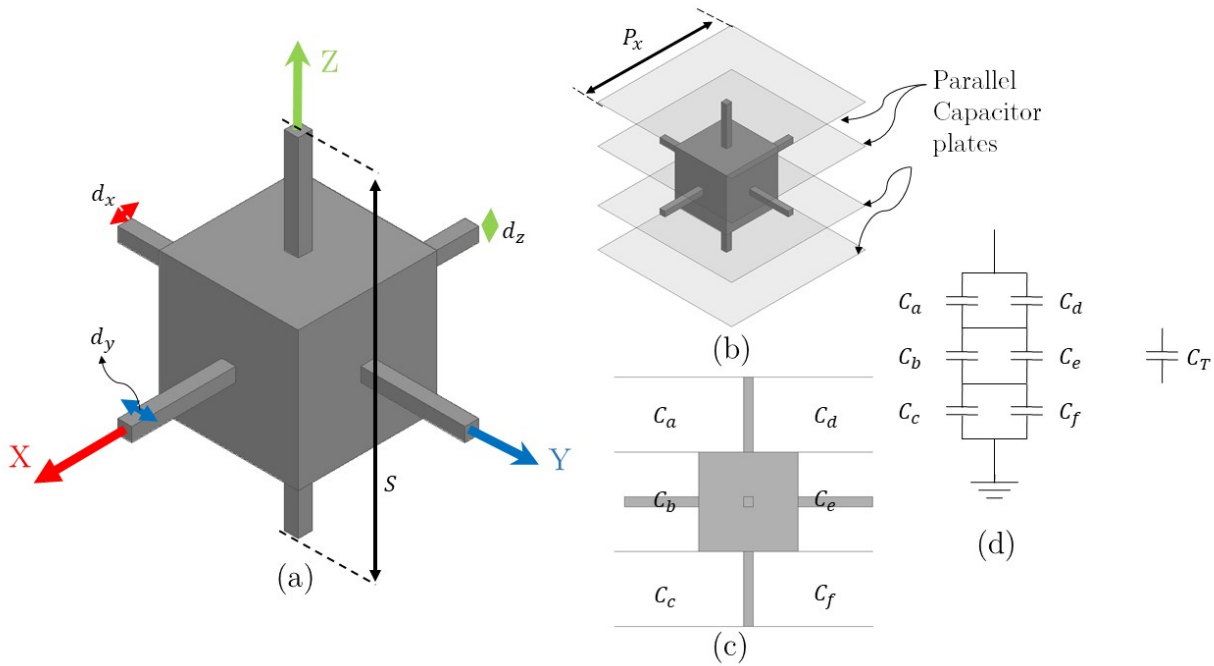 Z
d_x
d_z
d_y
X
Y
S
(a)
P_x
Parallel
Capacitor
plates
(b)
C_a
C_d
C_b
C_e
C_c
C_f
(c)
C_a
C_d
C_b
C_e
C_T
C_c
C_f
(d)